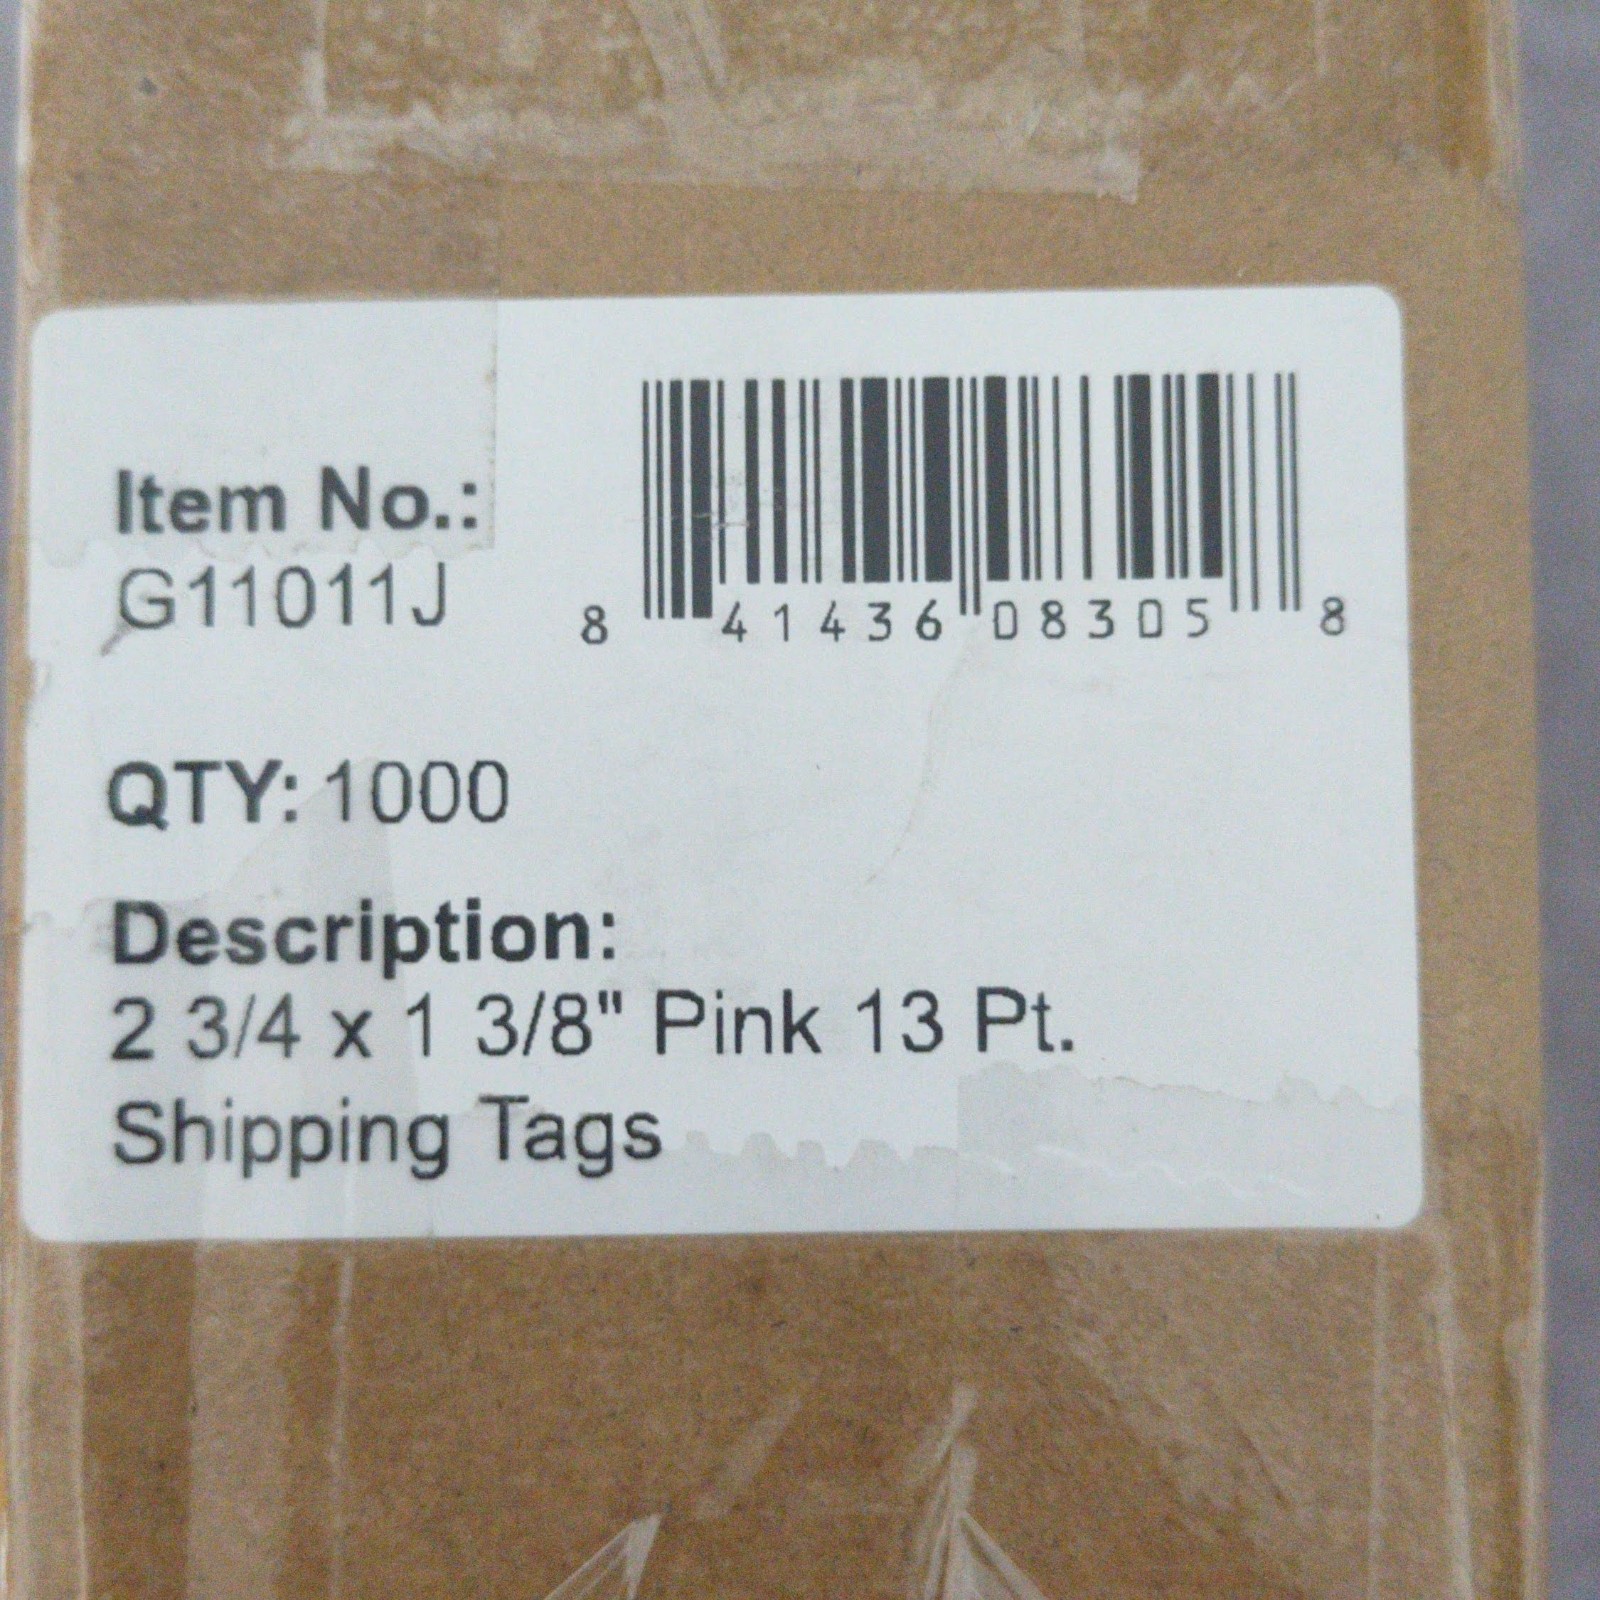 Item No.:
G11011J
8 41436 08305 8
QTY: 1000
Description:
2 3/4 x 1 3/8" Pink 13 Pt.
Shipping Tags